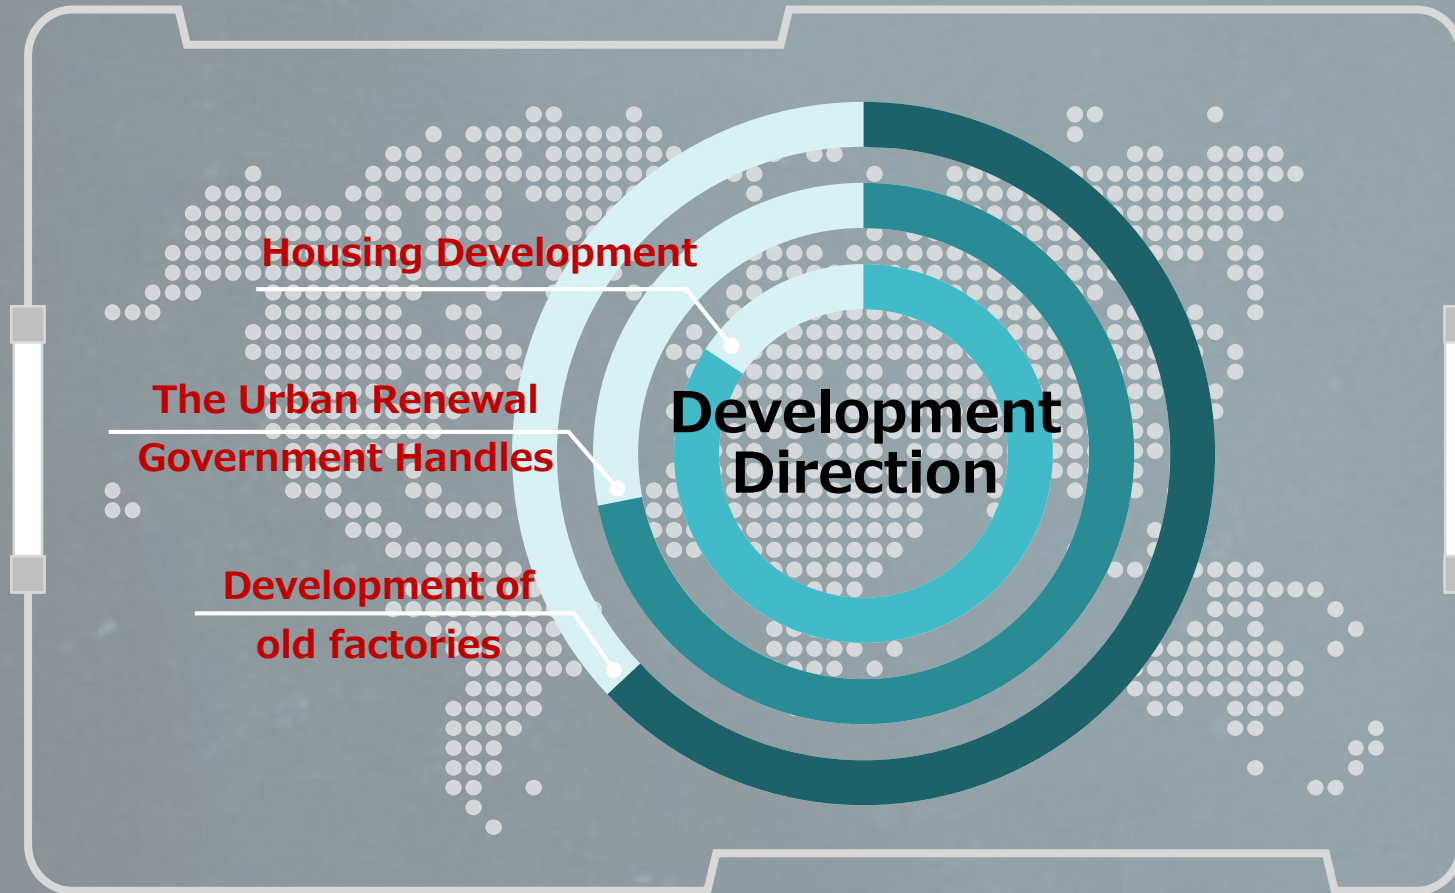 Housing Development
The Urban Renewal
Government Handles
Development of
old factories
Development
Direction